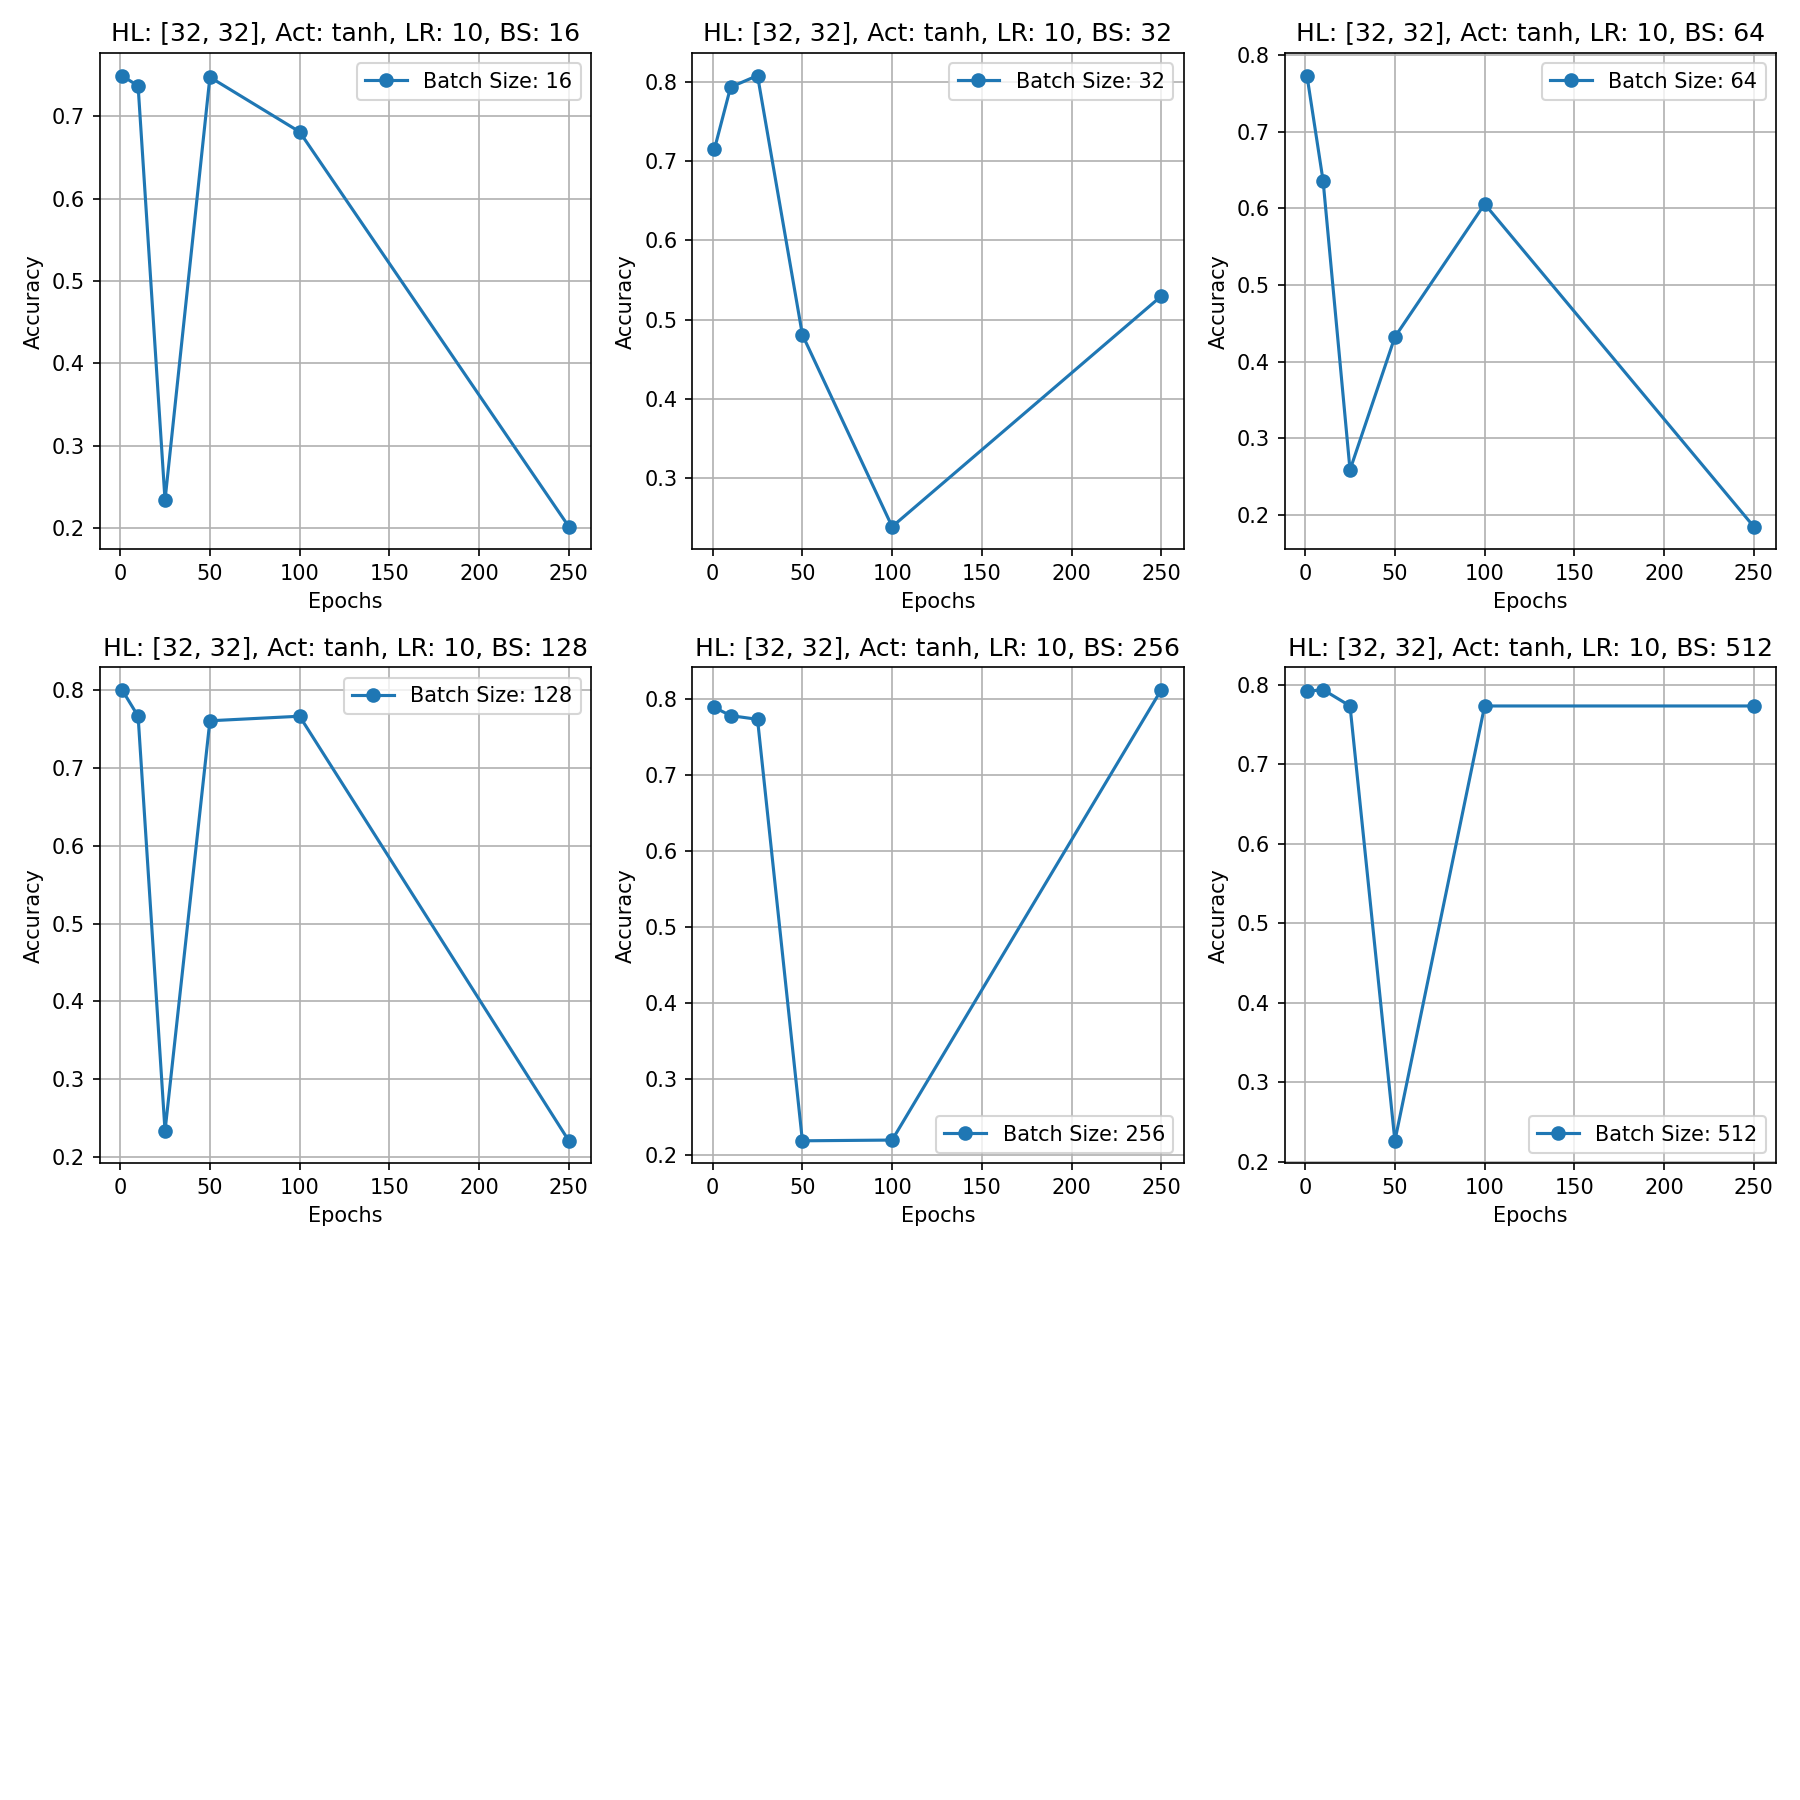 HL: [32, 32], Act: tanh, LR: 10, BS: 16
Batch Size: 16
Accuracy
0.7
0.6
0.5
0.4
0.3
0.2
0 50 100 150 200 250
Epochs
HL: [32, 32], Act: tanh, LR: 10, BS: 32
Batch Size: 32
Accuracy
0.8
0.7
0.6
0.5
0.4
0.3
0 50 100 150 200 250
Epochs
HL: [32, 32], Act: tanh, LR: 10, BS: 64
Batch Size: 64
Accuracy
0.8
0.7
0.6
0.5
0.4
0.3
0.2
0 50 100 150 200 250
Epochs
HL: [32, 32], Act: tanh, LR: 10, BS: 128
Batch Size: 128
Accuracy
0.8
0.7
0.6
0.5
0.4
0.3
0.2
0 50 100 150 200 250
Epochs
HL: [32, 32], Act: tanh, LR: 10, BS: 256
Accuracy
0.8
0.7
0.6
0.5
0.4
0.3
0.2
Batch Size: 256
0 50 100 150 200 250
Epochs
HL: [32, 32], Act: tanh, LR: 10, BS: 512
Accuracy
0.8
0.7
0.6
0.5
0.4
0.3
0.2
Batch Size: 512
0 50 100 150 200 250
Epochs